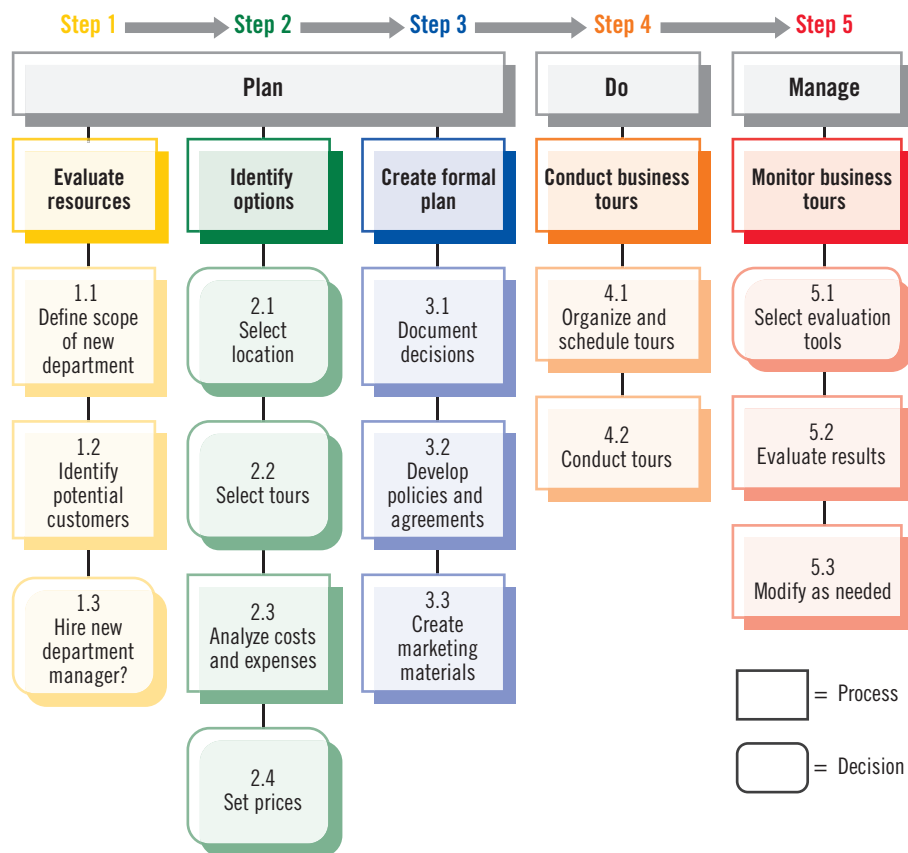 Step 1
Step 2
Step 3
Step 4
Step 5
Plan
Do
Manage
Evaluate
resources
Identify
options
Create formal
plan
Conduct business
tours
Monitor business
tours
1.1
Define scope
of new
department
1.2
Identify
potential
customers
1.3
Hire new
department
manager?
2.1
Select
location
2.2
Select tours
2.3
Analyze costs
and expenses
2.4
Set prices
3.1
Document
decisions
3.2
Develop
policies and
agreements
3.3
Create
marketing
materials
4.1
Organize and
schedule tours
4.2
Conduct tours
5.1
Select evaluation
tools
5.2
Evaluate results
5.3
Modify as needed
= Process
= Decision